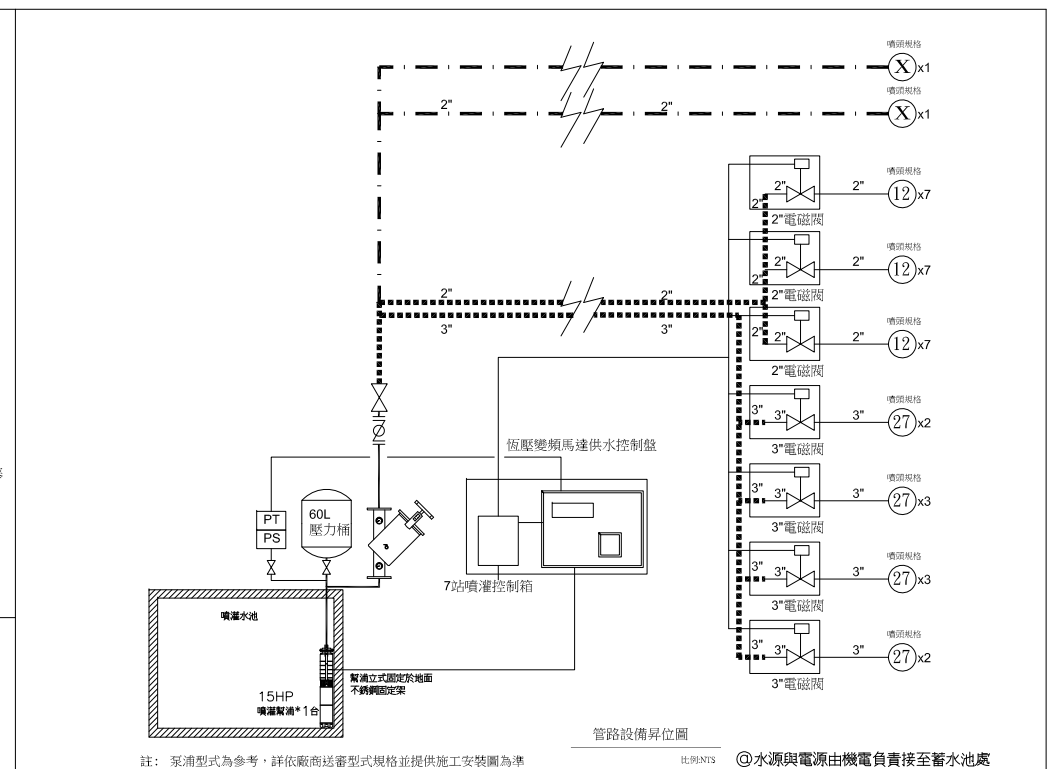 噴頭規格
X x1
噴頭規格
2" 2" X x1
噴頭規格
2" 2" 12 x7
2"
2"電磁閥
噴頭規格
2" 2" 12 x7
2"
2"電磁閥
2" 2"
3" 3"
噴頭規格
2" 2" 2" 12 x7
2"電磁閥
噴頭規格
3" 3" 3" 27 x2
3"電磁閥
恆壓變頻馬達供水控制盤
噴頭規格
3" 3" 3" 27 x3
3"電磁閥
PT
PS
60L
壓力桶
7站噴灌控制箱
噴頭規格
3" 3" 3" 27 x3
3"電磁閥
噴灌水池
噴頭規格
3" 3" 3" 27 x2
3"電磁閥
幫浦立式固定於地面
不銹鋼固定架
15HP
噴灌幫浦*1台
管路設備昇位圖
比例:NTS
註: 泵浦型式為參考,詳依廠商送審型式規格並提供施工安裝圖為準
@水源與電源由機電負責接至蓄水池處